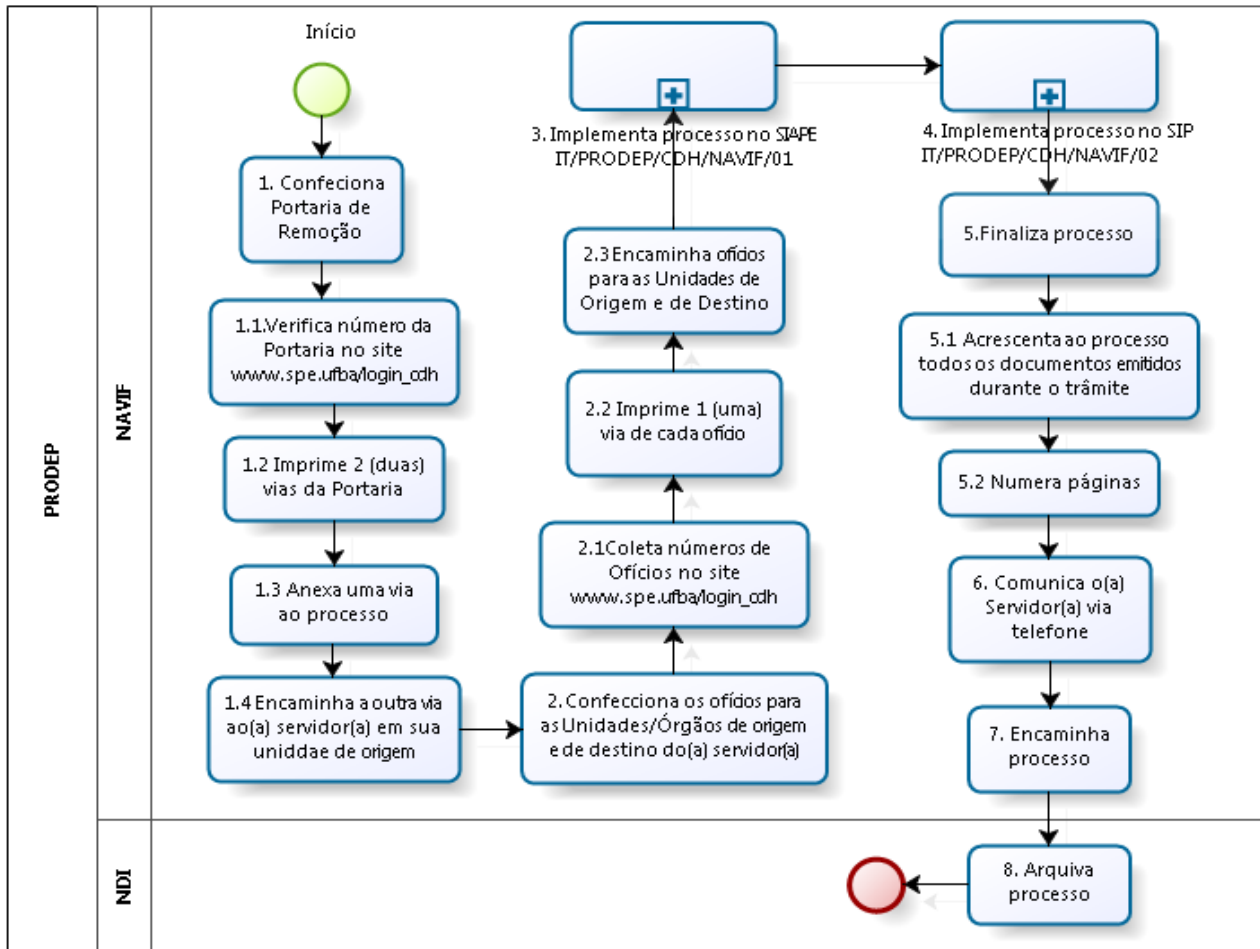 PRODEP
NAVIF
NDI
Início
1. Confeciona
Portaria de
Remoção
1.1.Verifica número da
Portaria no site
www.spe.ufba/login_cdh
1.2 Imprime 2 (duas)
vias da Portaria
1.3 Anexa uma via
ao processo
1.4 Encaminha a outra via
ao(a) servidor(a) em sua
uniddae de origem
2. Confecciona os ofícios para
as Unidades/Órgãos de origem
e de destino do(a) servidor(a)
2.1Coleta números de
Ofícios no site
www.spe.ufba/login_cdh
2.2 Imprime 1 (uma)
via de cada ofício
2.3 Encaminha ofícios
para as Unidades de
Origem e de Destino
3. Implementa processo no SIAPE
IT/PRODEP/CDH/NAVIF/01
4. Implementa processo no SIP
IT/PRODEP/CDH/NAVIF/02
5.Finaliza processo
5.1 Acrescenta ao processo
todos os documentos emitidos
durante o trâmite
5.2 Numera páginas
6. Comunica o(a)
Servidor(a) via
telefone
7. Encaminha
processo
8. Arquiva
processo